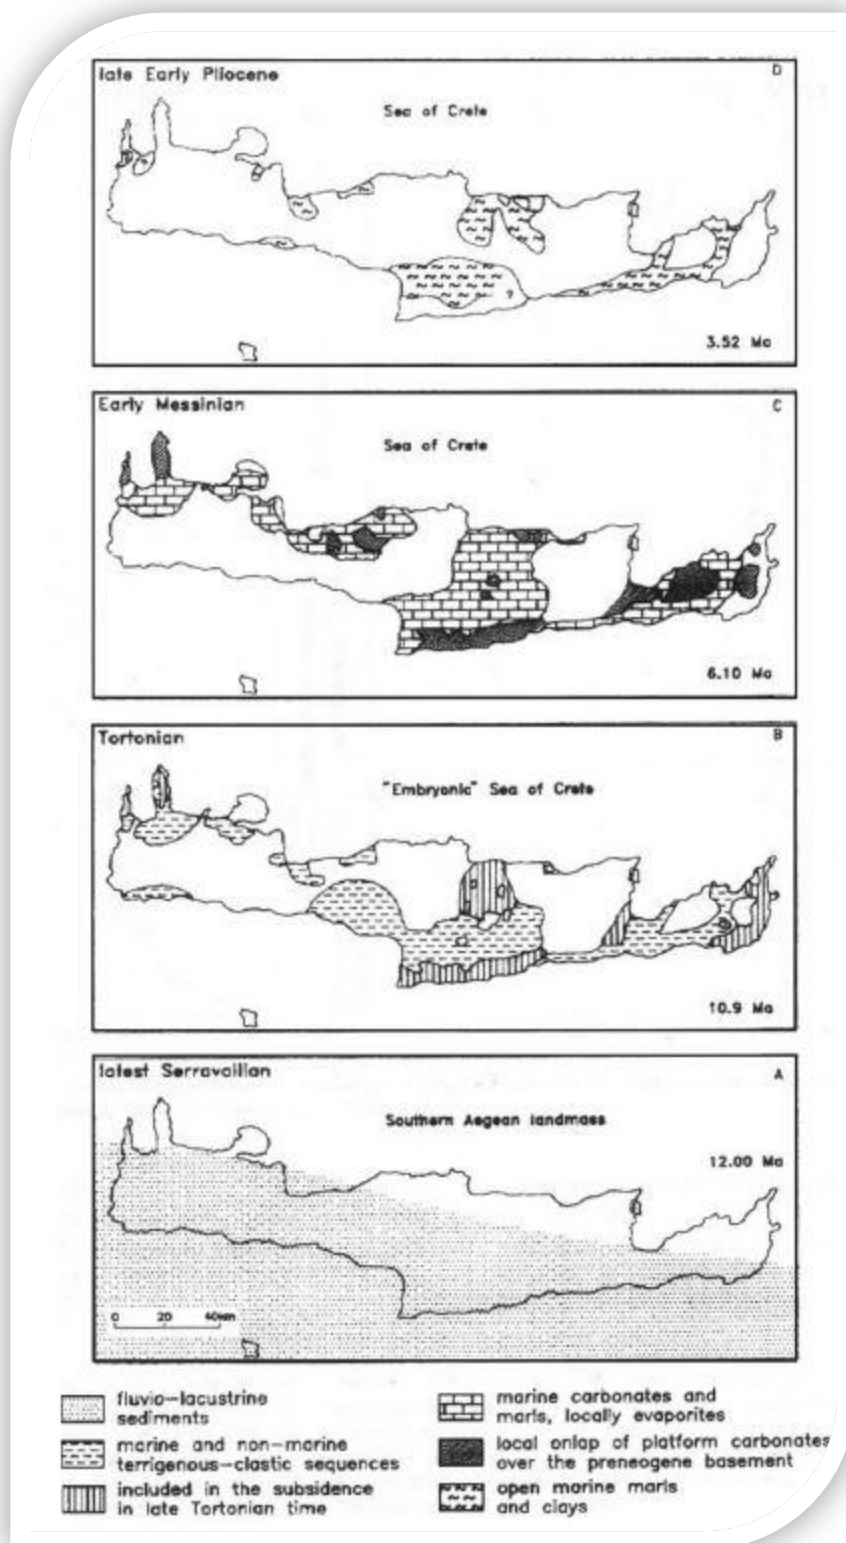 late Early Pliocene
D
Sea of Crete
?
3.52 Ma
Early Messinian
C
Sea of Crete
6.10 Ma
Tortonian
B
"Embryonic" Sea of Crete
10.9 Ma
latest Serravallian
A
Southern Aegean landmass
12.00 Ma
0 20 40km
fluvio-lacustrine
sediments
marine and non-marine
terrigenous-clastic sequences
included in the subsidence
in late Tortonian time
marine carbonates and
marls, locally evaporites
local onlap of platform carbonates
over the preneogene basement
open marine marls
and clays